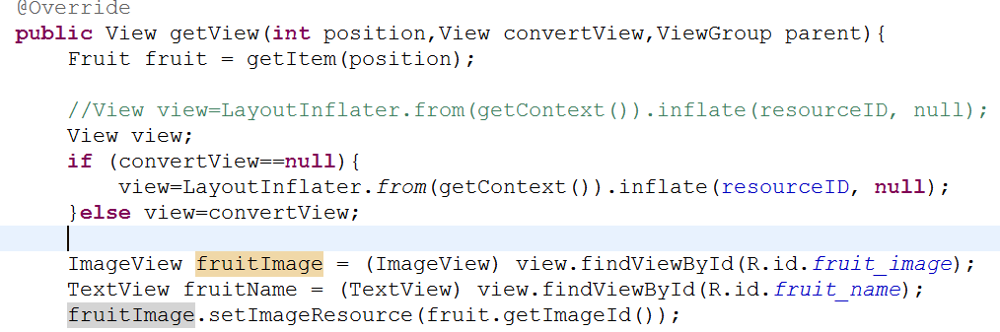 @Override
public View getView(int position,View convertView,ViewGroup parent){
    Fruit fruit = getItem(position);
    //View view=LayoutInflater.from(getContext()).inflate(resourceID, null);
    View view;
    if (convertView==null){
        view=LayoutInflater.from(getContext()).inflate(resourceID, null);
    }else view=convertView;
    ImageView fruitImage = (ImageView) view.findViewById(R.id.fruit_image);
    TextView fruitName = (TextView) view.findViewById(R.id.fruit_name);
    fruitImage.setImageResource(fruit.getImageId());